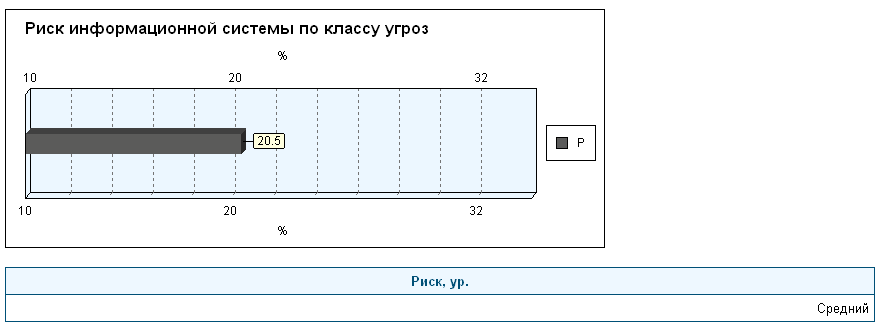 Риск информационной системы по классу угроз
%
10 20 32
20.5
Р
10 20 32
%
Риск, ур.
Средний